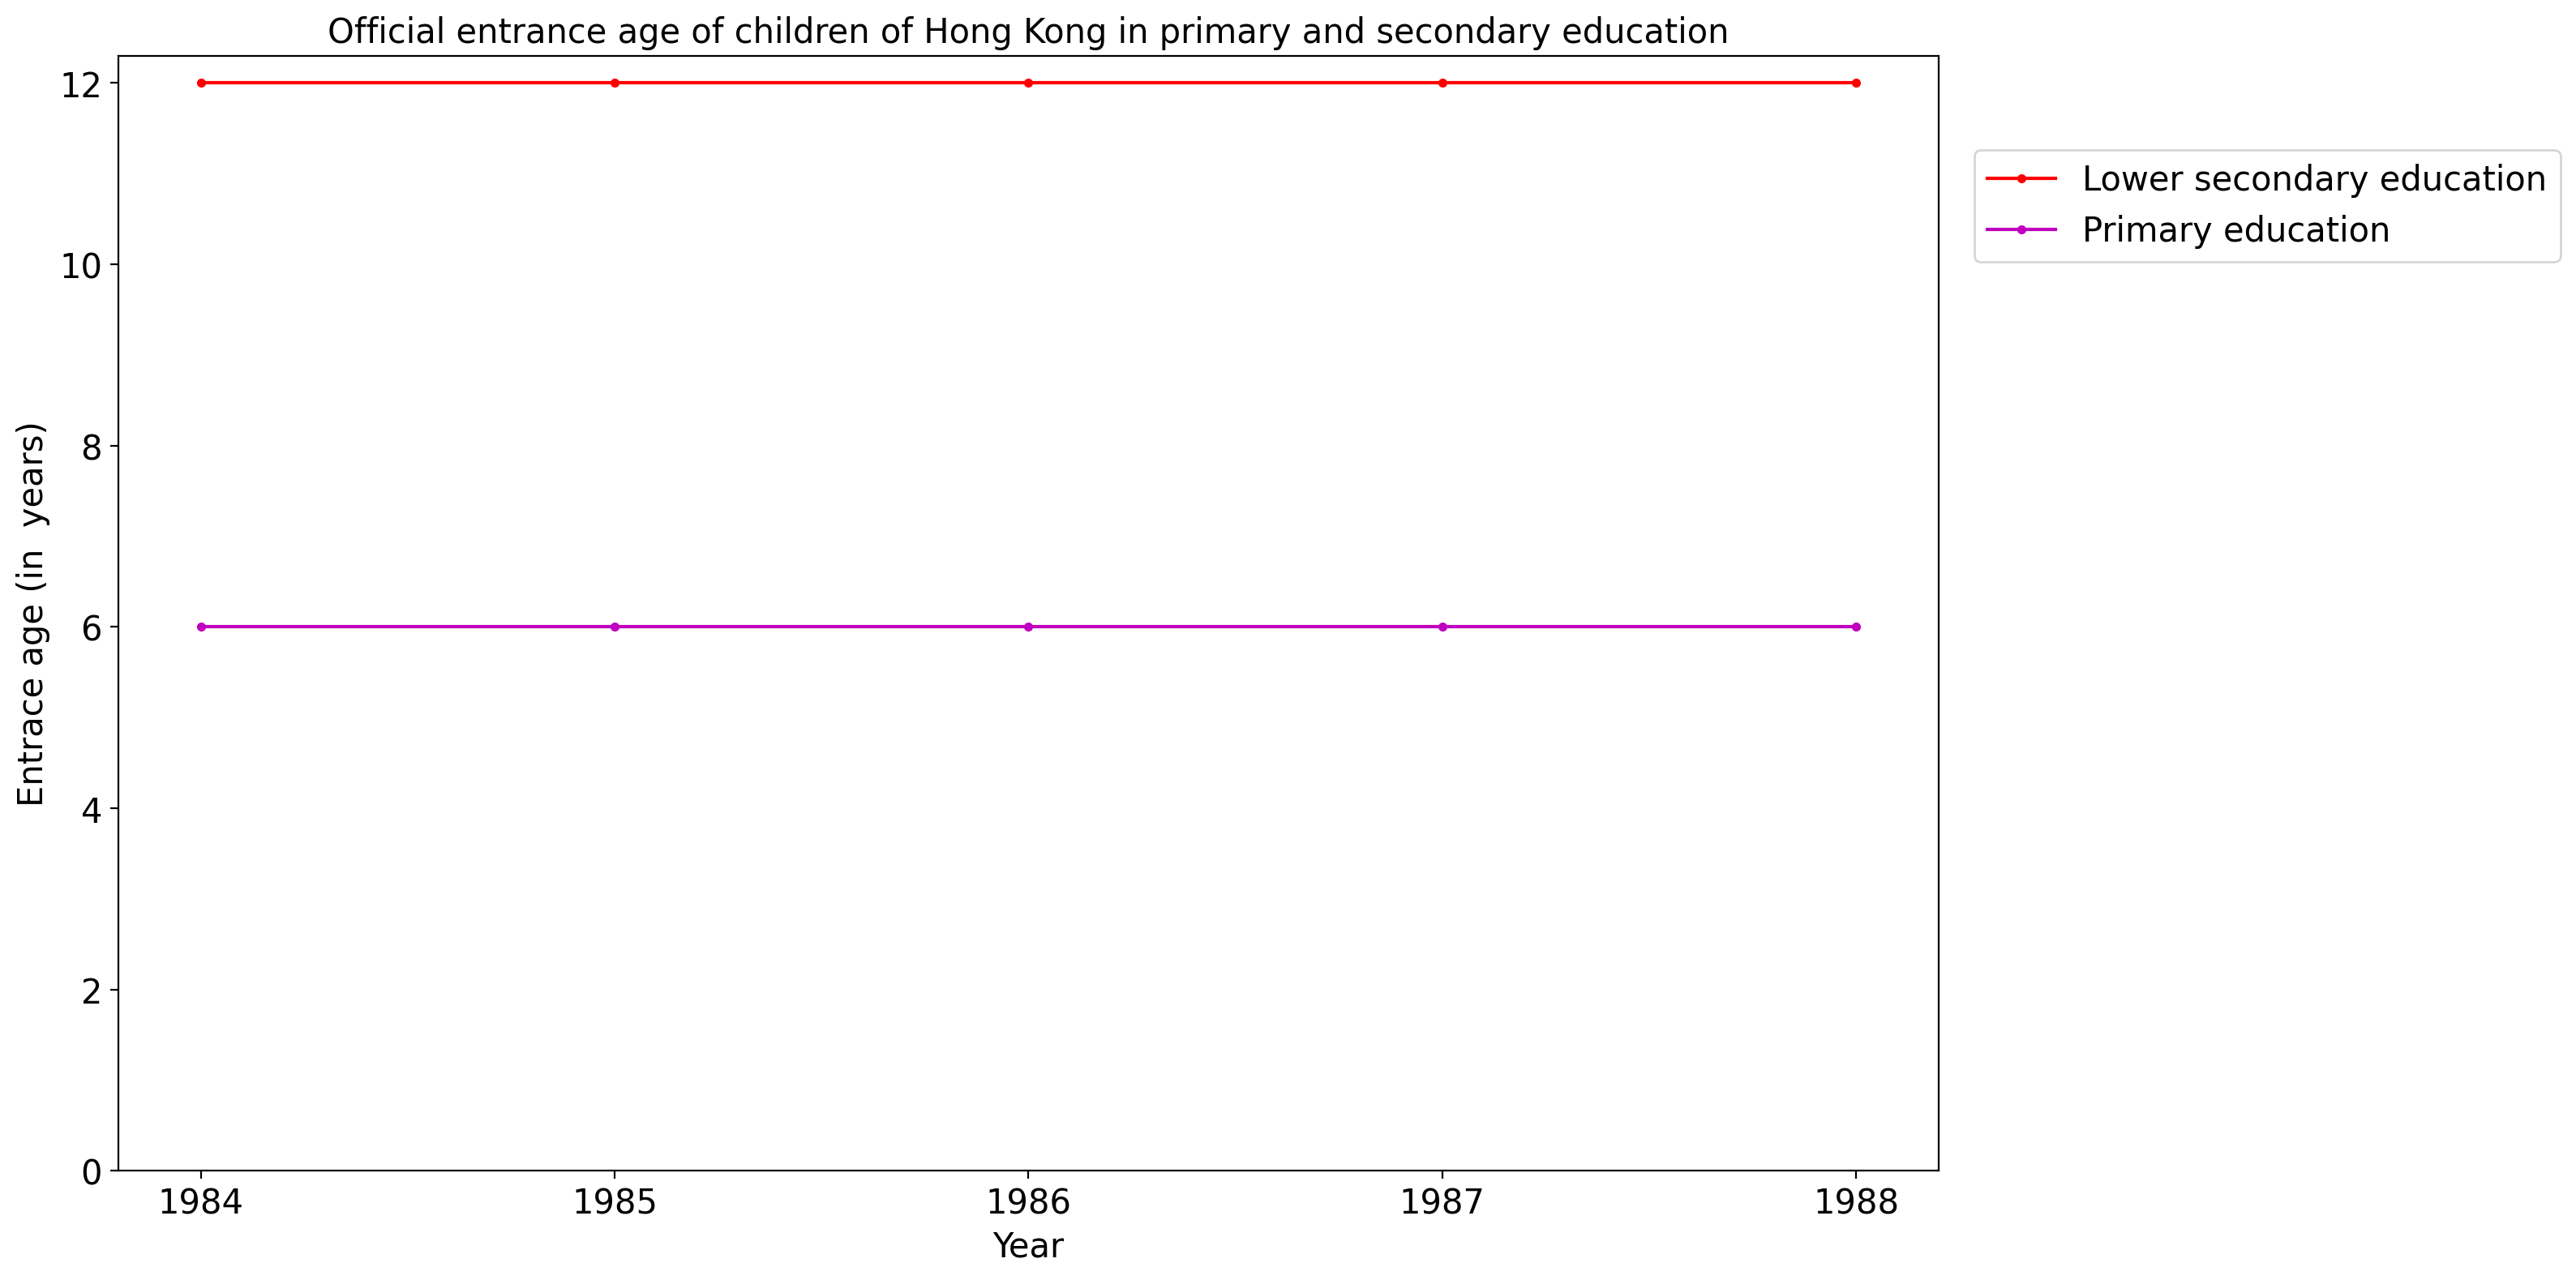 Official entrance age of children of Hong Kong in primary and secondary education
12
10
8
6
4
2
0
Entrace age (in  years)
1984 1985 1986 1987 1988
Year
Lower secondary education
Primary education